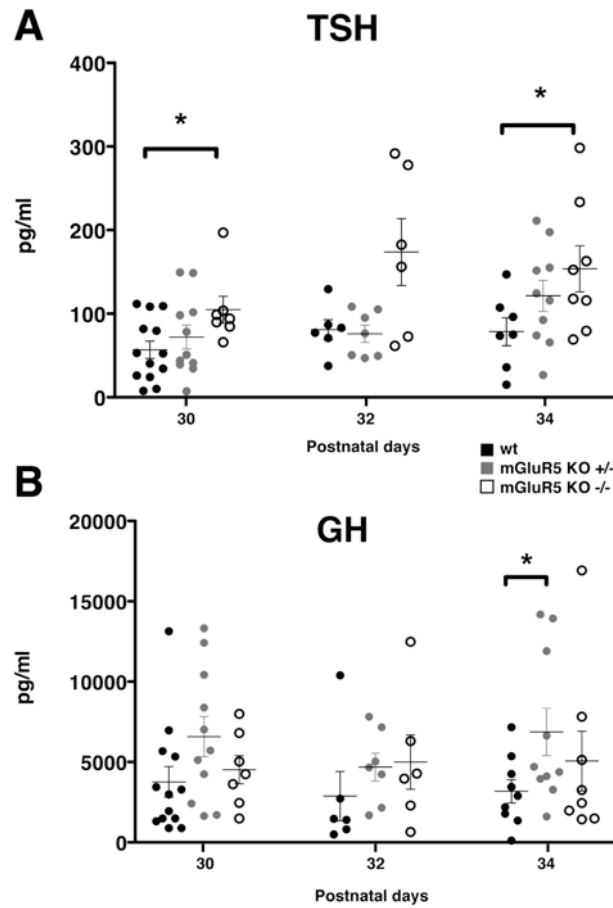 A
TSH
400
*
*
300
pg/ml
200
100
0
30
32
34
Postnatal days
wt
mGluR5 KO +/-
mGluR5 KO -/-
B
GH
20000
*
15000
pg/ml
10000
5000
0
30
32
34
Postnatal days